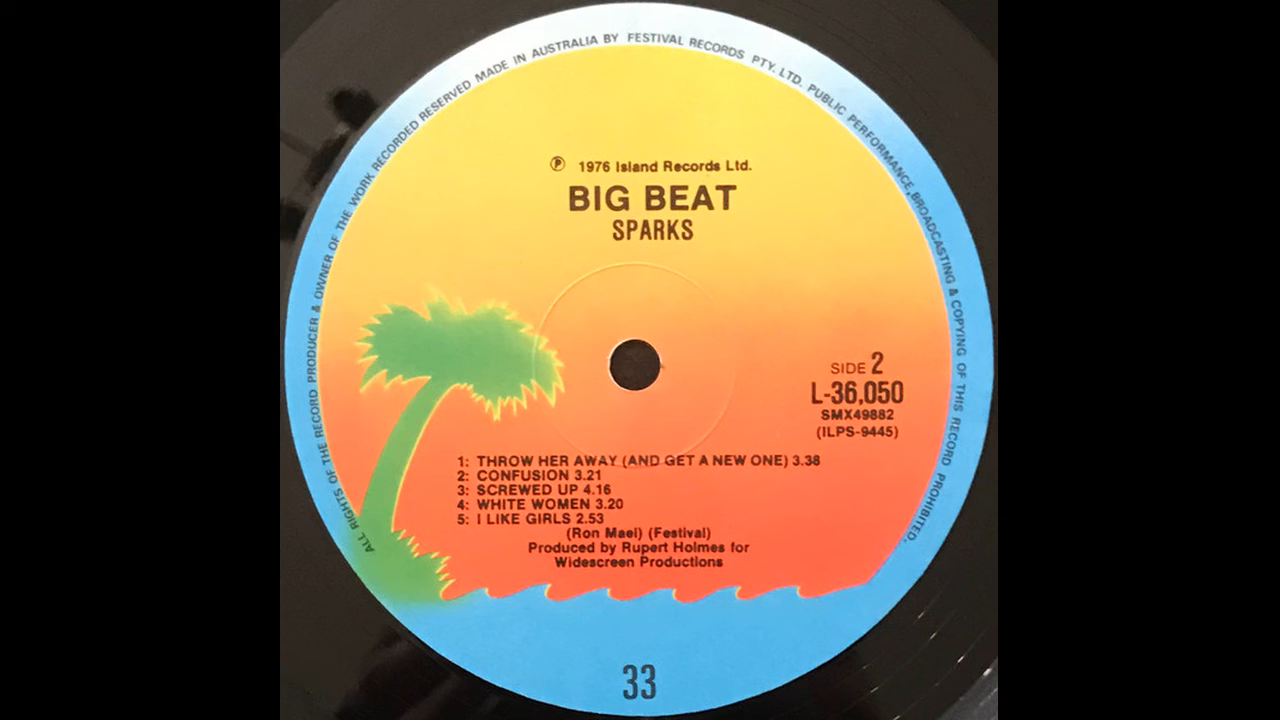 ALL RIGHTS OF THE RECORD PRODUCER & OWNER OF THE WORK RECORDED RESERVED MADE IN AUSTRALIA BY FESTIVAL RECORDS PTY. LTD. PUBLIC PERFORMANCE, BROADCASTING & COPYING OF THIS RECORD PROHIBITED.
℗ 1976 Island Records Ltd.
BIG BEAT
SPARKS
SIDE 2
L-36,050
SMX49882
(ILPS-9445)
1: THROW HER AWAY (AND GET A NEW ONE) 3.38
2: CONFUSION 3.21
3: SCREWED UP 4.16
4: WHITE WOMEN 3.20
5: I LIKE GIRLS 2.53
(Ron Mael) (Festival)
Produced by Rupert Holmes for
Widescreen Productions
33